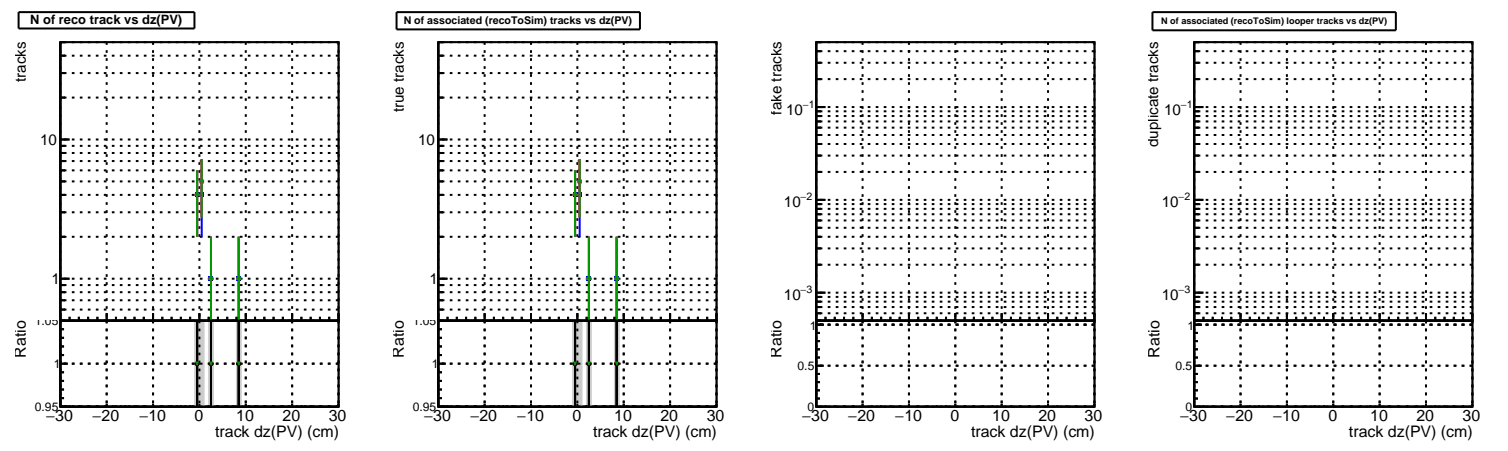 N of reco track vs dz(PV)
tracks
10
1
Ratio
1.05
1
0.95
−30 −20 −10 0 10 20 30
track dz(PV) (cm)
N of associated (recoToSim) tracks vs dz(PV)
true tracks
10
1
Ratio
1.05
1
0.95
−30 −20 −10 0 10 20 30
track dz(PV) (cm)
fake tracks
10−1
10−2
10−3
Ratio
1
0.5
0
−30 −20 −10 0 10 20 30
track dz(PV) (cm)
N of associated (recoToSim) looper tracks vs dz(PV)
duplicate tracks
10−1
10−2
10−3
Ratio
1
0.5
0
−30 −20 −10 0 10 20 30
track dz(PV) (cm)